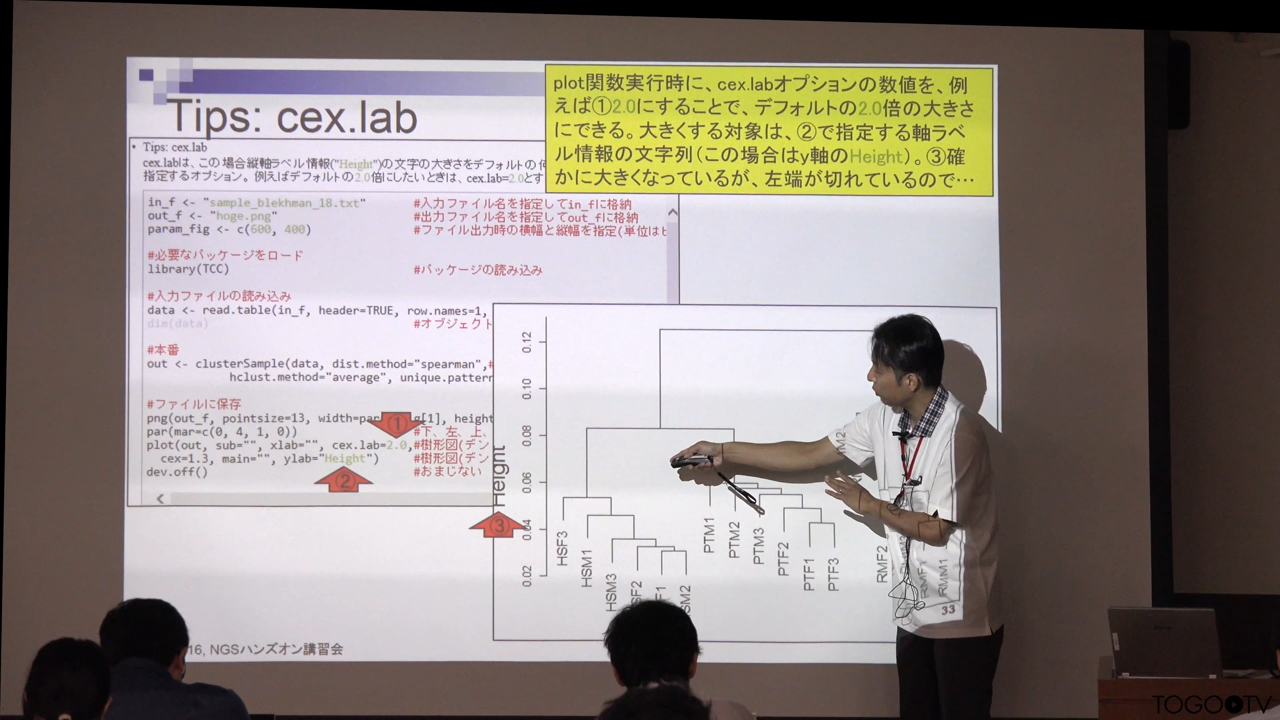 Tips: cex.lab
plot関数実行時に、cex.labオプションの数値を、例
えば①2.0にすることで、デフォルトの2.0倍の大きさ
にできる。大きくする対象は、②で指定する軸ラベ
ル情報の文字列(この場合はy軸のHeight)。③確
かに大きくなっているが、左端が切れているので…
• Tips: cex.lab
cex.labは、この場合縦軸ラベル情報("Height")の文字の大きさをデフォルトの
指定するオプション。例えばデフォルトの2.0倍にしたいときは、cex.lab=2.0とす
in_f <- "sample_blekhman_18.txt" #入力ファイル名を指定してin_fに格納
out_f <- "hoge.png" #出力ファイル名を指定してout_fに格納
param_fig <- c(600, 400) #ファイル出力時の横幅と縦幅を指定(単位は
#必要なパッケージをロード
library(TCC) #パッケージの読み込み
#入力ファイルの読み込み
data <- read.table(in_f, header=TRUE, row.names=1,
dim(data) #オブジェクト
#本番
out <- clusterSample(data, dist.method="spearman",#
hclust.method="average", unique.pattern
#ファイルに保存
png(out_f, pointsize=13, width=par g[1], height
①
par(mar=c(0, 4, 1, 0)) #下、左、上、
plot(out, sub="", xlab="", cex.lab=2.0,#樹形図(デン
cex=1.3, main="", ylab="Height") #樹形図(デン
dev.off() #おまじない
②
③
Height
0.12
0.10
0.08
0.06
0.04
0.02
HSF3
HSM1
HSM3
SF2
F1
SM2
PTM1
PTM2
PTM3
PTF2
PTF1
PTF3
RMF2
M2
RMF1
RMM1
33
16, NGSハンズオン講習会
TOGOTV